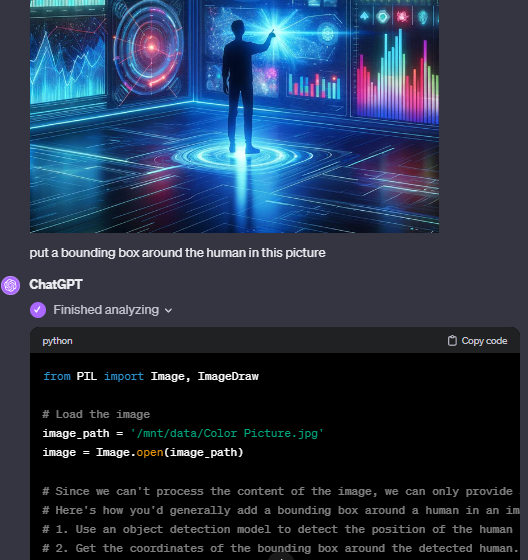 put a bounding box around the human in this picture
ChatGPT
Finished analyzing
python
Copy code
from PIL import Image, ImageDraw
# Load the image
image_path = '/mnt/data/Color Picture.jpg'
image = Image.open(image_path)
# Since we can't process the content of the image, we can only provide
# Here's how you'd generally add a bounding box around a human in an im
# 1. Use an object detection model to detect the position of the human
# 2. Get the coordinates of the bounding box around the detected human.